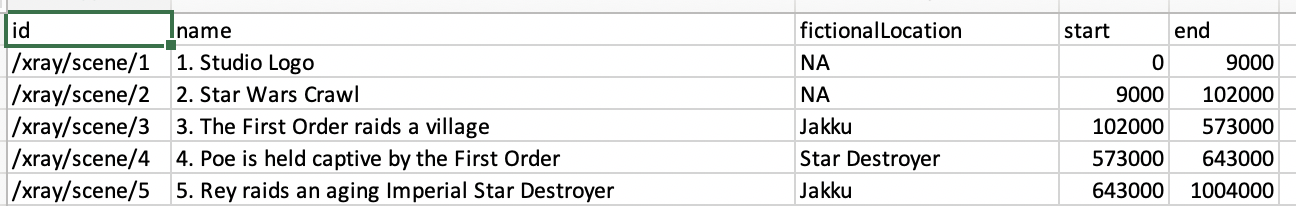 id name fictionalLocation start end
/xray/scene/1 1. Studio Logo NA 0 9000
/xray/scene/2 2. Star Wars Crawl NA 9000 102000
/xray/scene/3 3. The First Order raids a village Jakku 102000 573000
/xray/scene/4 4. Poe is held captive by the First Order Star Destroyer 573000 643000
/xray/scene/5 5. Rey raids an aging Imperial Star Destroyer Jakku 643000 1004000